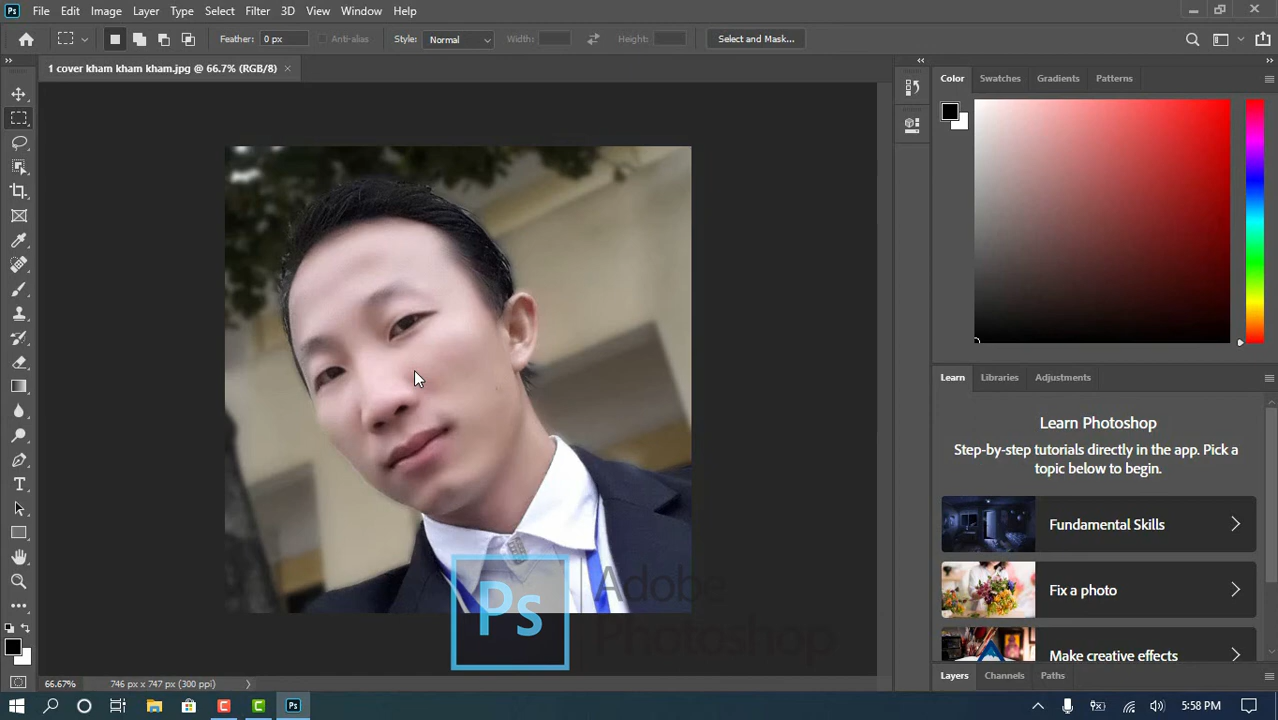 Ps File Edit Image Layer Type Select Filter 3D View Window Help
Feather: 0 px Anti-alias Style: Normal Width: Height: Select and Mask...
1 cover kham kham kham.jpg @ 66.7% (RGB/8) ×
Color Swatches Gradients Patterns
Learn Libraries Adjustments
Learn Photoshop
Step-by-step tutorials directly in the app. Pick a
topic below to begin.
Fundamental Skills
Fix a photo
Make creative effects
Ps
Adobe
Photoshop
Layers Channels Paths
66.67% 746 px x 747 px (300 ppi)
Ps
5:58 PM